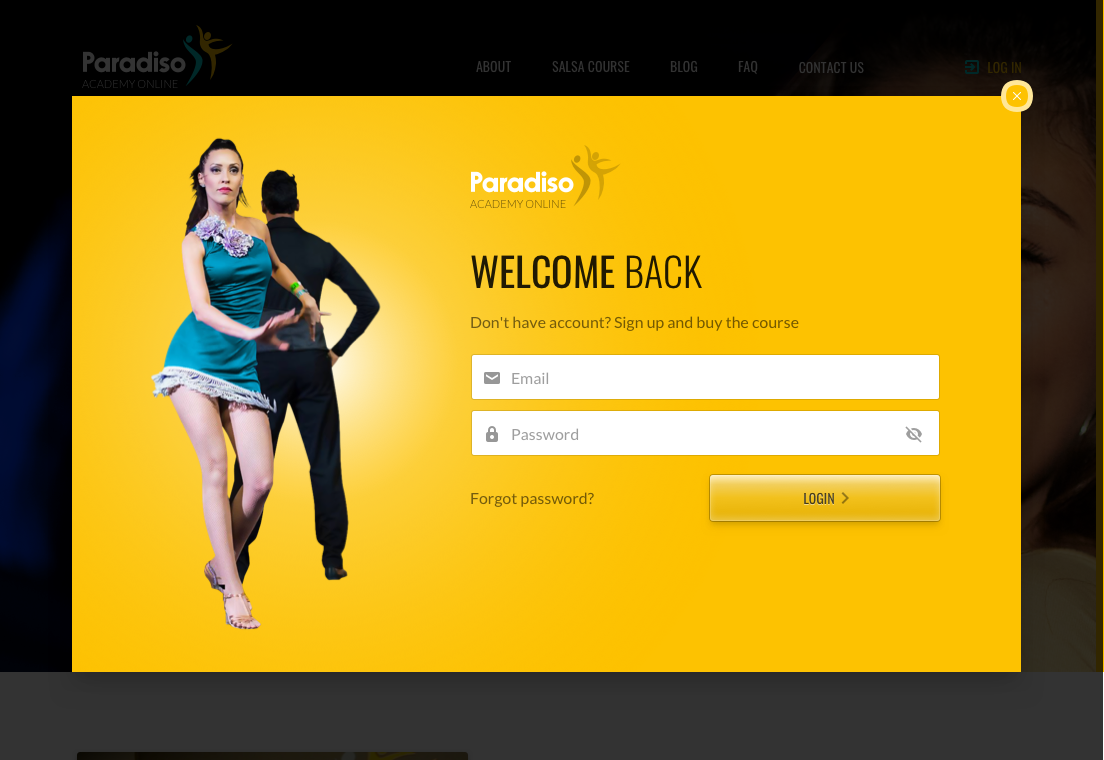 Paradiso
ACADEMY ONLINE
ABOUT
SALSA COURSE
BLOG
FAQ
CONTACT US
LOG IN
Paradiso
ACADEMY ONLINE
WELCOME BACK
Don't have account? Sign up and buy the course
Email
Password
Forgot password?
LOGIN